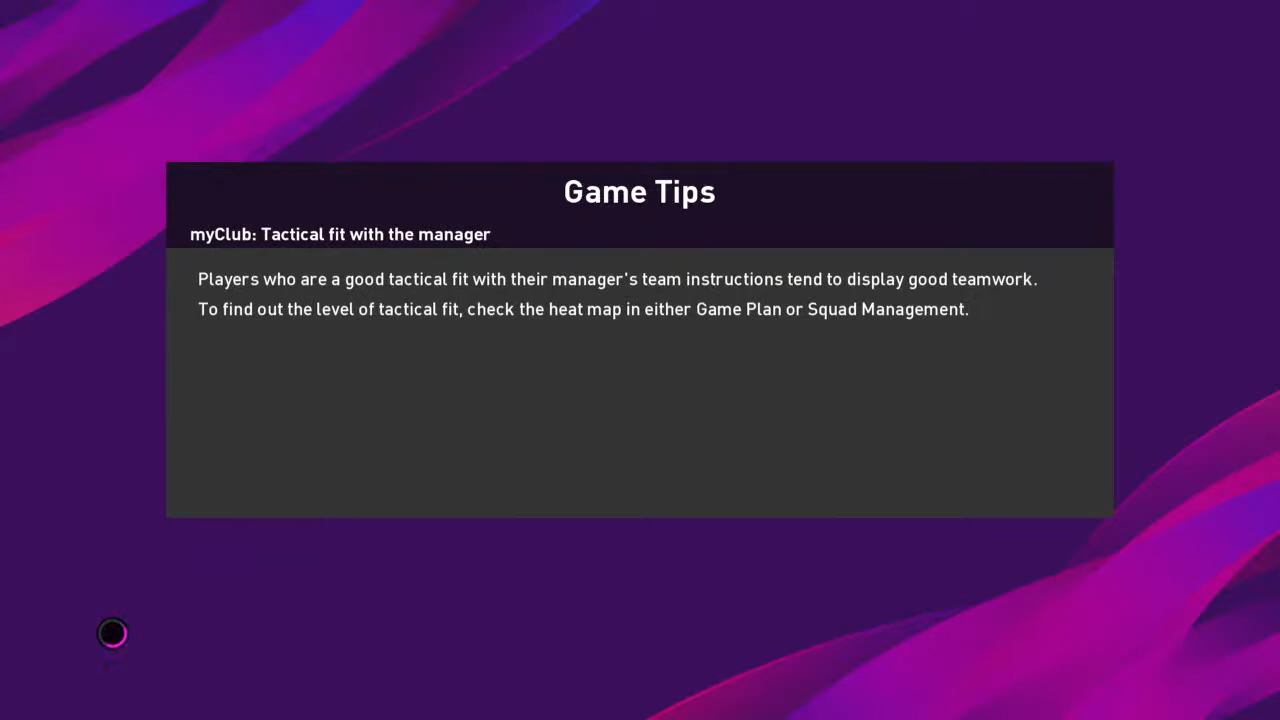 Game Tips
myClub: Tactical fit with the manager
Players who are a good tactical fit with their manager's team instructions tend to display good teamwork.
To find out the level of tactical fit, check the heat map in either Game Plan or Squad Management.